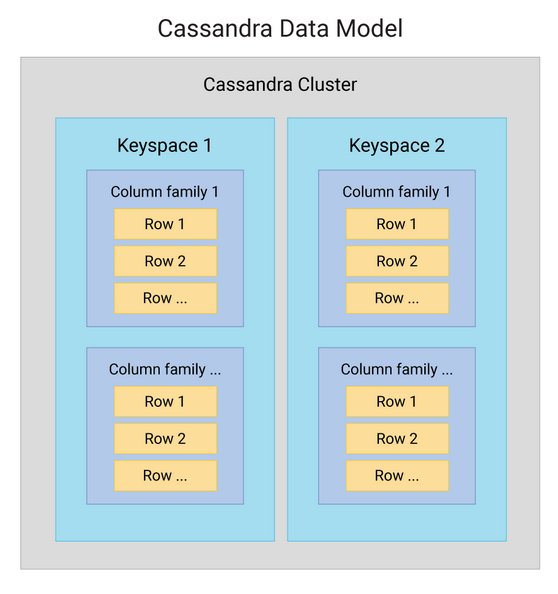 Cassandra Data Model
Cassandra Cluster
Keyspace 1
Column family 1
Row 1
Row 2
Row ...
Column family ...
Row 1
Row 2
Row ...
Keyspace 2
Column family 1
Row 1
Row 2
Row ...
Column family ...
Row 1
Row 2
Row ...